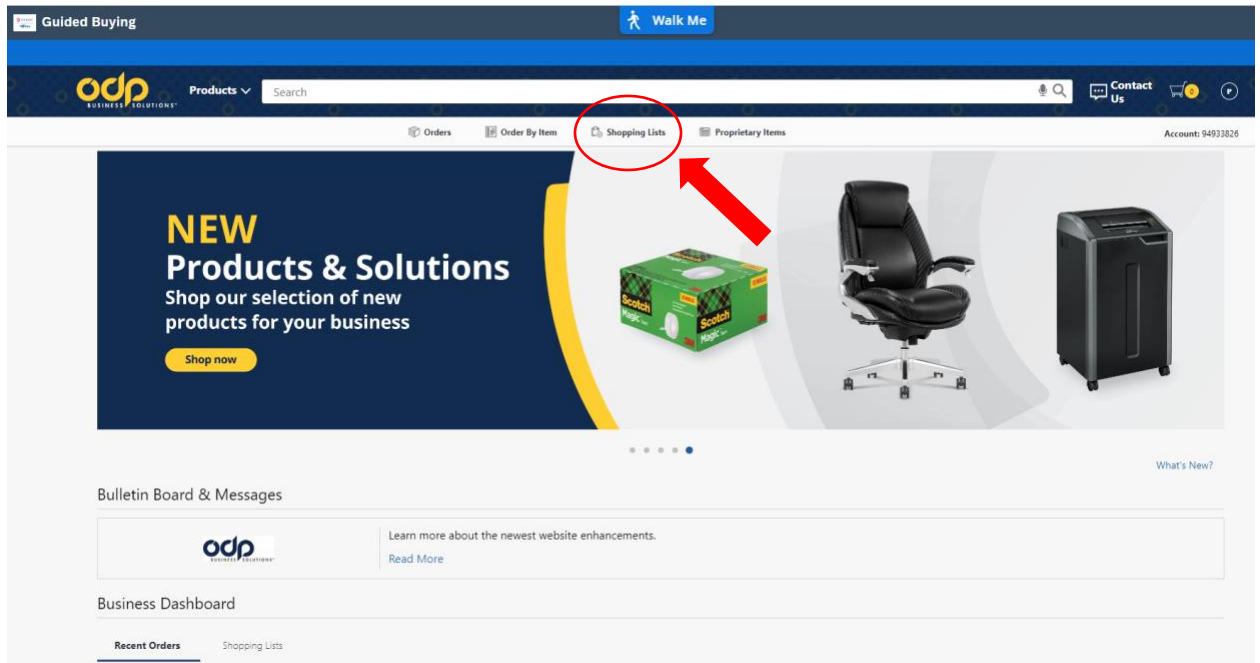 Guided Buying
Walk Me
odp
BUSINESS SOLUTIONS
Products
Search
Contact
Us
0
P
Orders
Order By Item
Shopping Lists
Proprietary Items
Account: 94933826
NEW
Products & Solutions
Shop our selection of new
products for your business
Shop now
Scotch
Magic
Scotch
Magic
3M
What's New?
Bulletin Board & Messages
odp
BUSINESS SOLUTIONS
Learn more about the newest website enhancements.
Read More
Business Dashboard
Recent Orders
Shopping Lists